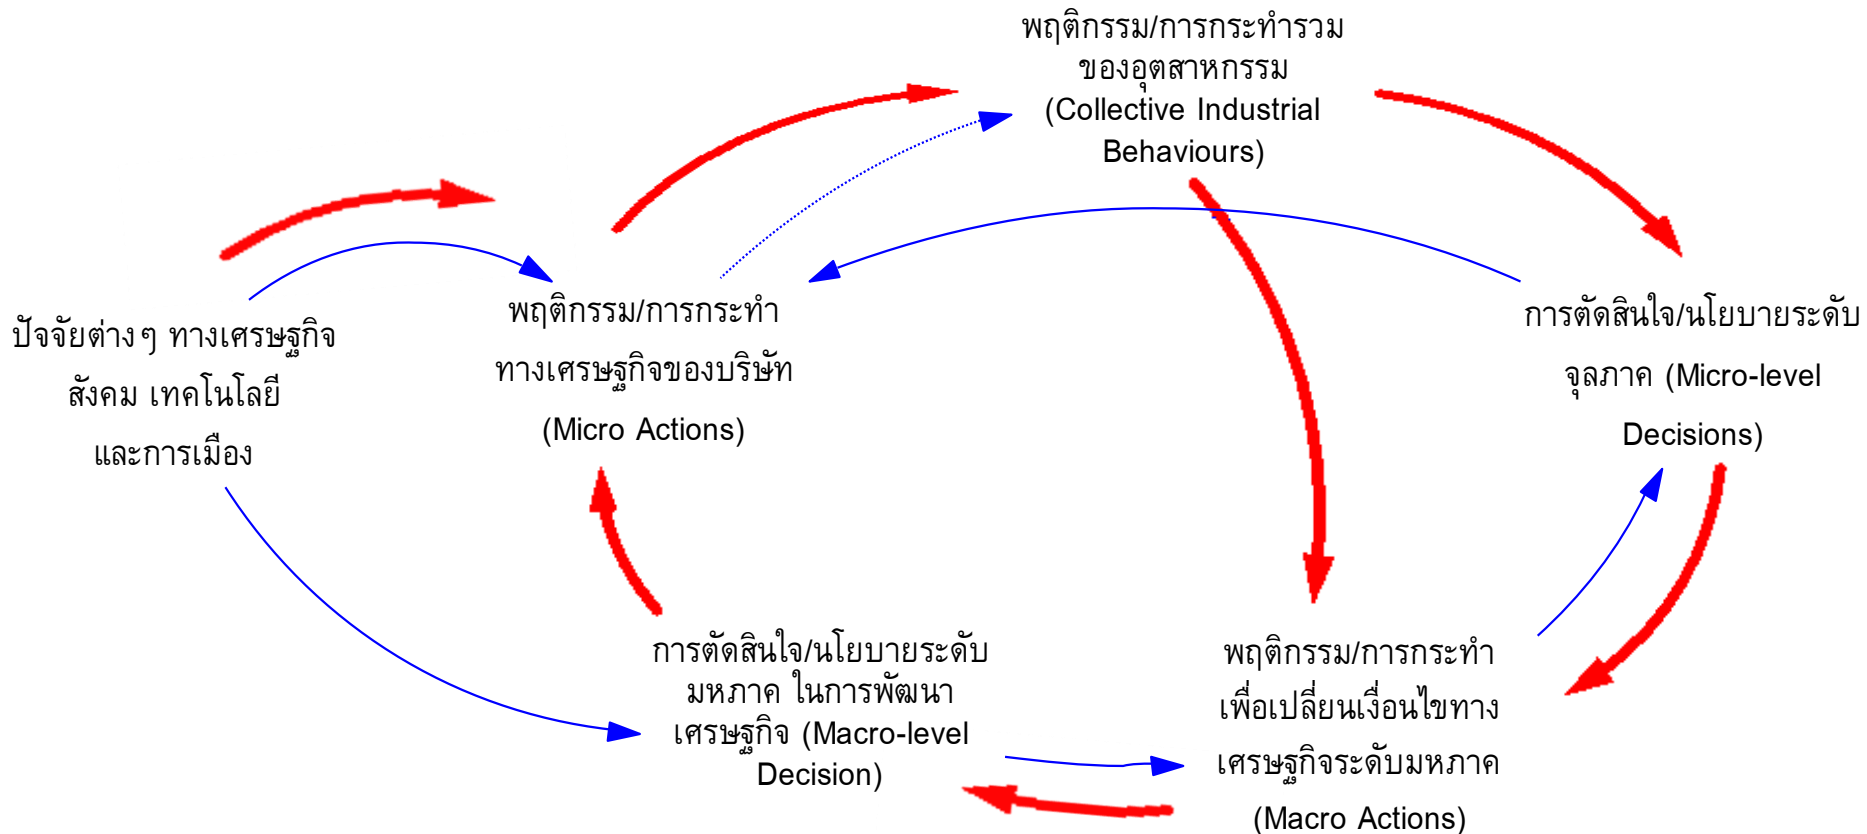 พฤติกรรม/การกระทำรวม
ของอุตสาหกรรม
(Collective Industrial
Behaviours)
ปัจจัยต่างๆ ทางเศรษฐกิจ
สังคม เทคโนโลยี
และการเมือง
พฤติกรรม/การกระทำ
ทางเศรษฐกิจของบริษัท
(Micro Actions)
การตัดสินใจ/นโยบายระดับ
จุลภาค (Micro-level
Decisions)
การตัดสินใจ/นโยบายระดับ
มหภาค ในการพัฒนา
เศรษฐกิจ (Macro-level
Decision)
พฤติกรรม/การกระทำ
เพื่อเปลี่ยนเงื่อนไขทาง
เศรษฐกิจระดับมหภาค
(Macro Actions)